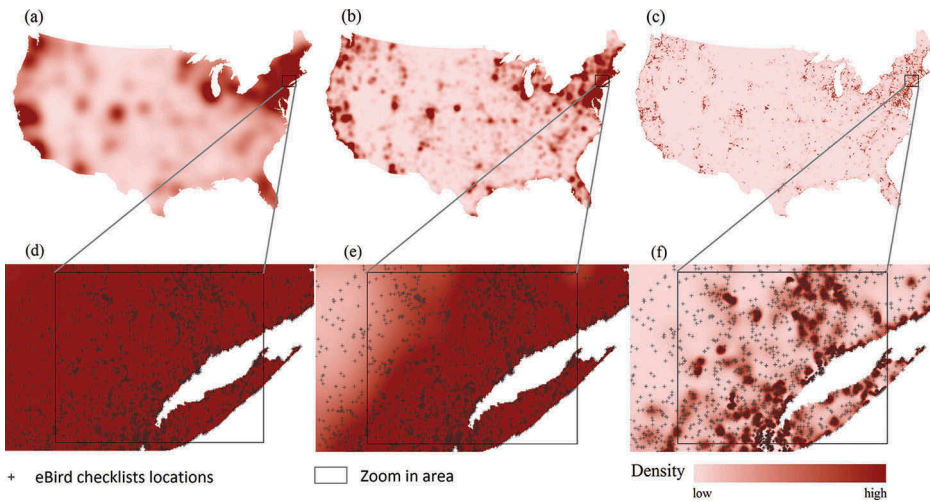 (a) (b) (c)
(d) (e) (f)
+ eBird checklists locations Zoom in area Density
low high